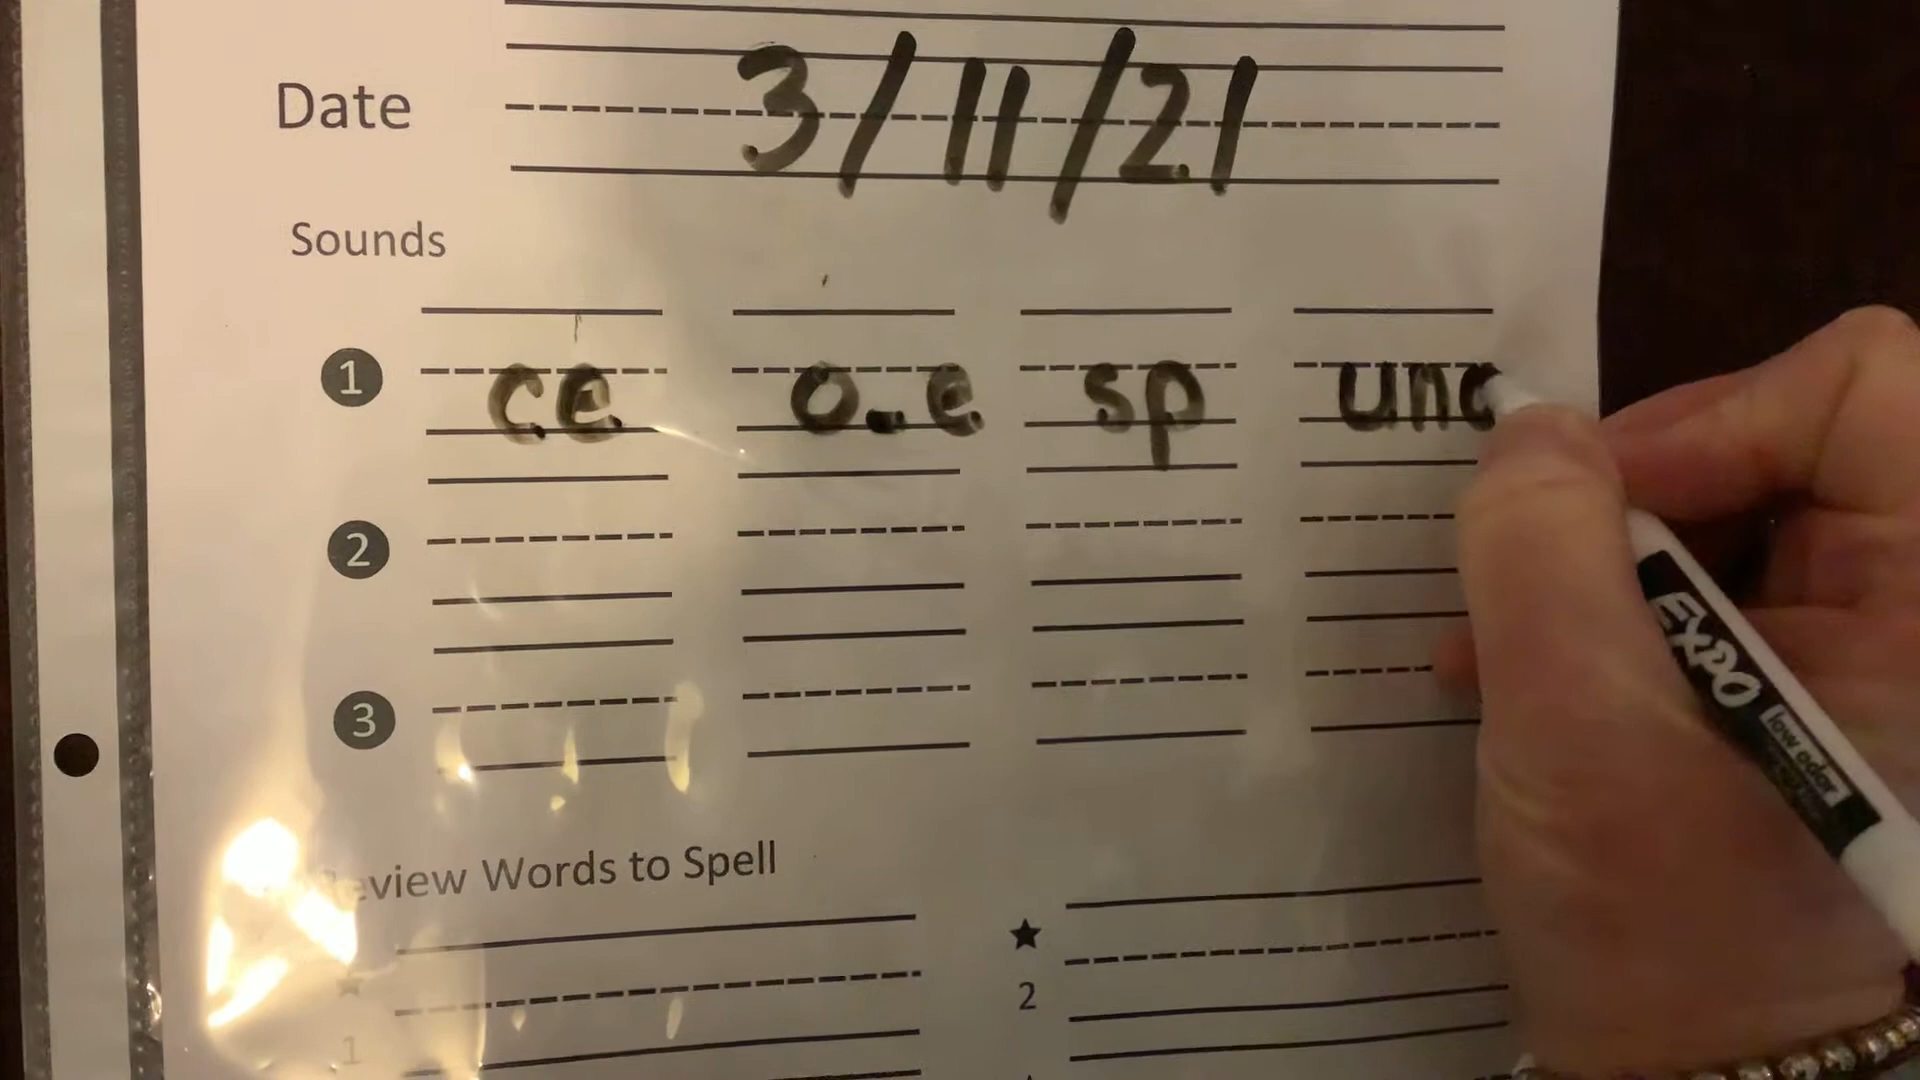 Date 3/11/21
Sounds
1 ce o_e sp unc
2
3
Review Words to Spell
★ ★
1 2
EXPO
low odor